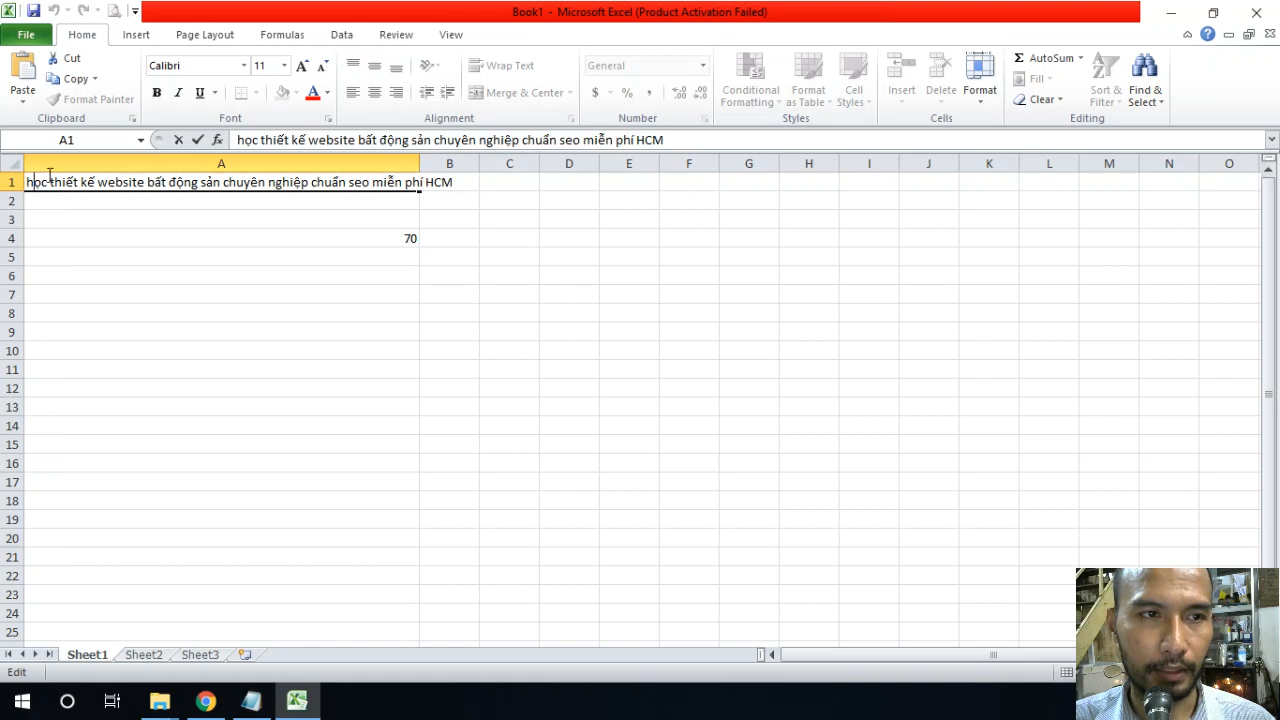 Book1 - Microsoft Excel (Product Activation Failed)
File Home Insert Page Layout Formulas Data Review View
Paste Cut Copy Format Painter Clipboard
Calibri 11 B I U A Font
Wrap Text Merge & Center Alignment
General $ % , Number
Conditional Formatting Format as Table Cell Styles Styles
Insert Delete Format Cells
AutoSum Fill Clear Sort & Filter Find & Select Editing
A1 fx học thiết kế website bất động sản chuyên nghiệp chuẩn seo miễn phí HCM
A B C D E F G H I J K L M N O
1 học thiết kế website bất động sản chuyên nghiệp chuẩn seo miễn phí HCM
2
3
4 70
5
6
7
8
9
10
11
12
13
14
15
16
17
18
19
20
21
22
23
24
25
Sheet1 Sheet2 Sheet3
Edit